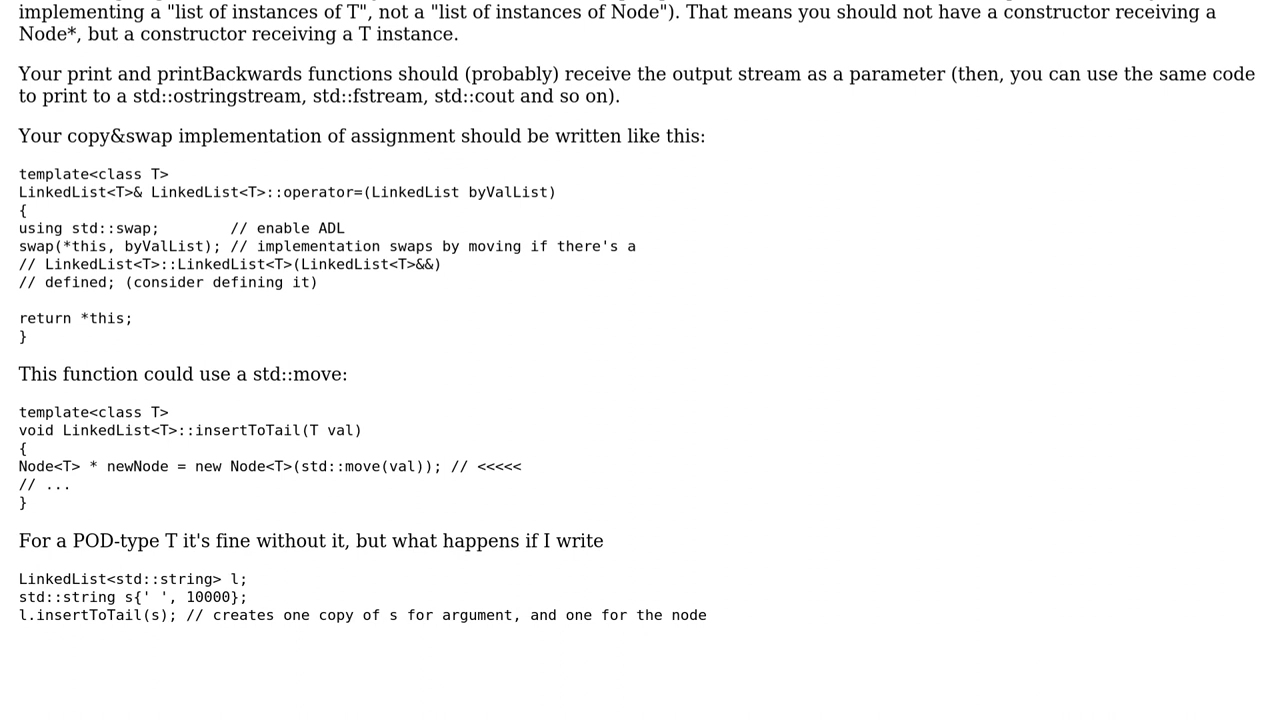 implementing a "list of instances of T", not a "list of instances of Node"). That means you should not have a constructor receiving a
Node*, but a constructor receiving a T instance.
Your print and printBackwards functions should (probably) receive the output stream as a parameter (then, you can use the same code
to print to a std::ostringstream, std::fstream, std::cout and so on).
Your copy&swap implementation of assignment should be written like this:
template<class T>
LinkedList<T>& LinkedList<T>::operator=(LinkedList byValList)
{
using std::swap;        // enable ADL
swap(*this, byValList); // implementation swaps by moving if there's a
// LinkedList<T>::LinkedList<T>(LinkedList<T>&&)
// defined; (consider defining it)
return *this;
}
This function could use a std::move:
template<class T>
void LinkedList<T>::insertToTail(T val)
{
Node<T> * newNode = new Node<T>(std::move(val)); // <<<<<
// ...
}
For a POD-type T it's fine without it, but what happens if I write
LinkedList<std::string> l;
std::string s{' ', 10000};
l.insertToTail(s); // creates one copy of s for argument, and one for the node